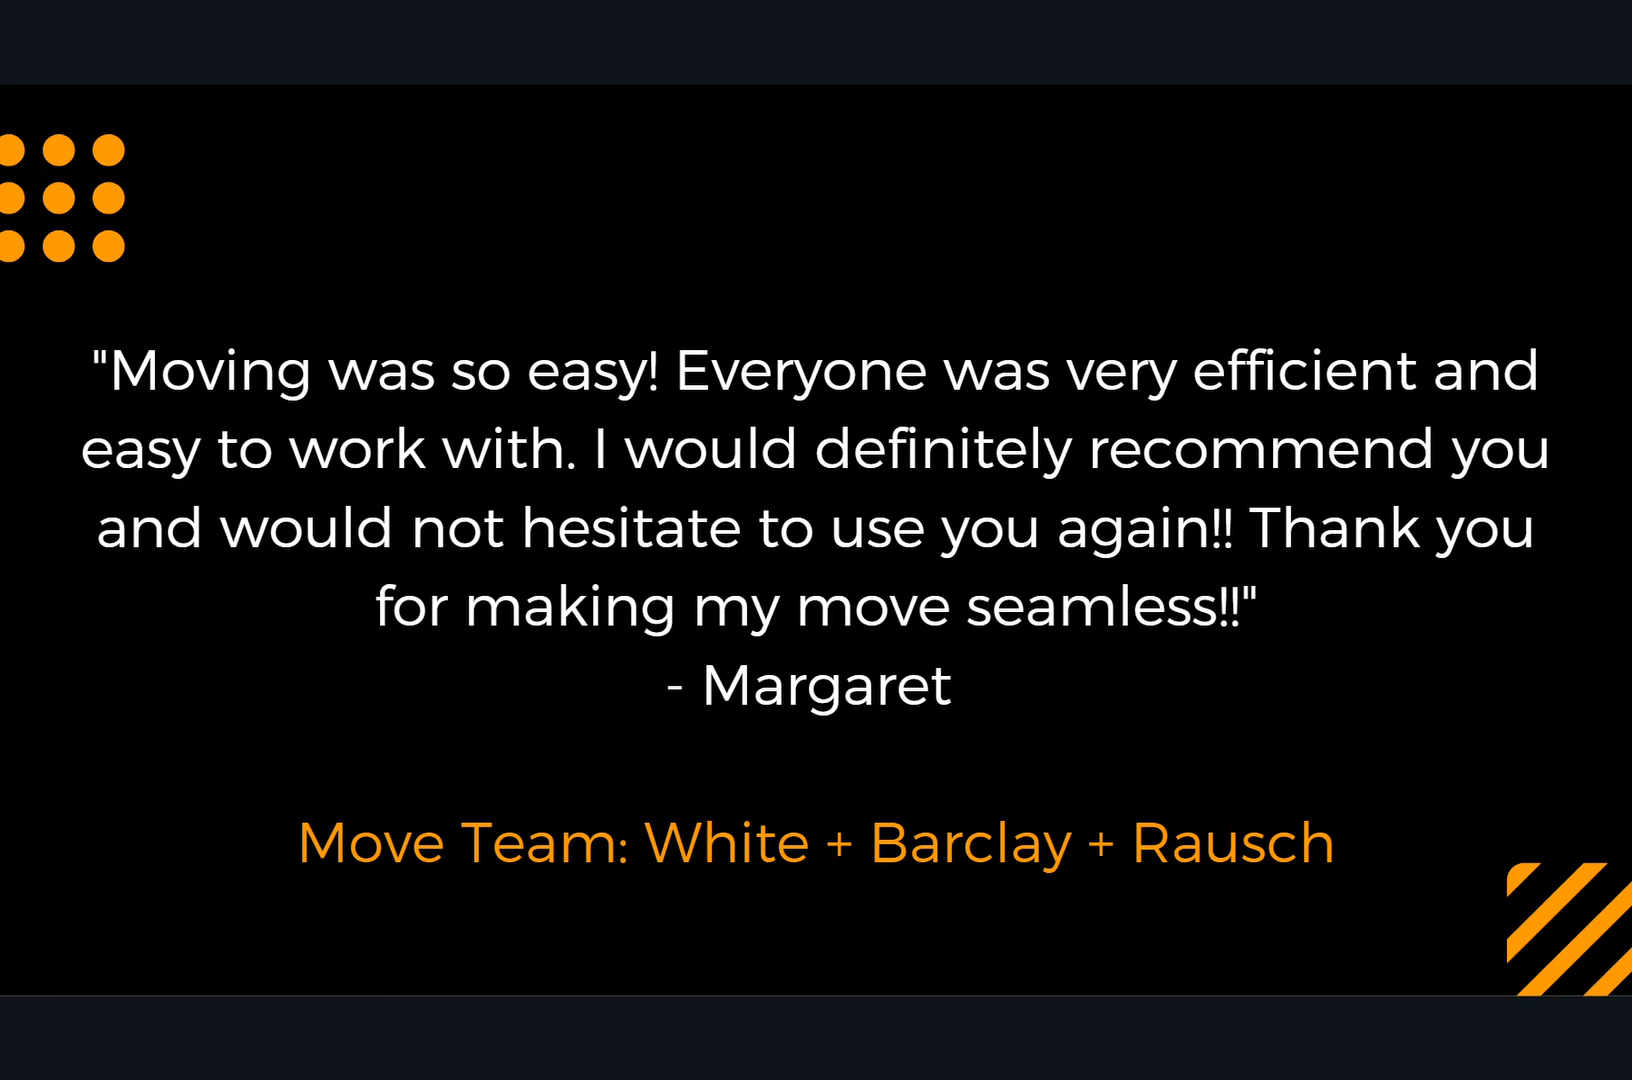 "Moving was so easy! Everyone was very efficient and
easy to work with. I would definitely recommend you
and would not hesitate to use you again!! Thank you
for making my move seamless!!"
- Margaret
Move Team: White + Barclay + Rausch